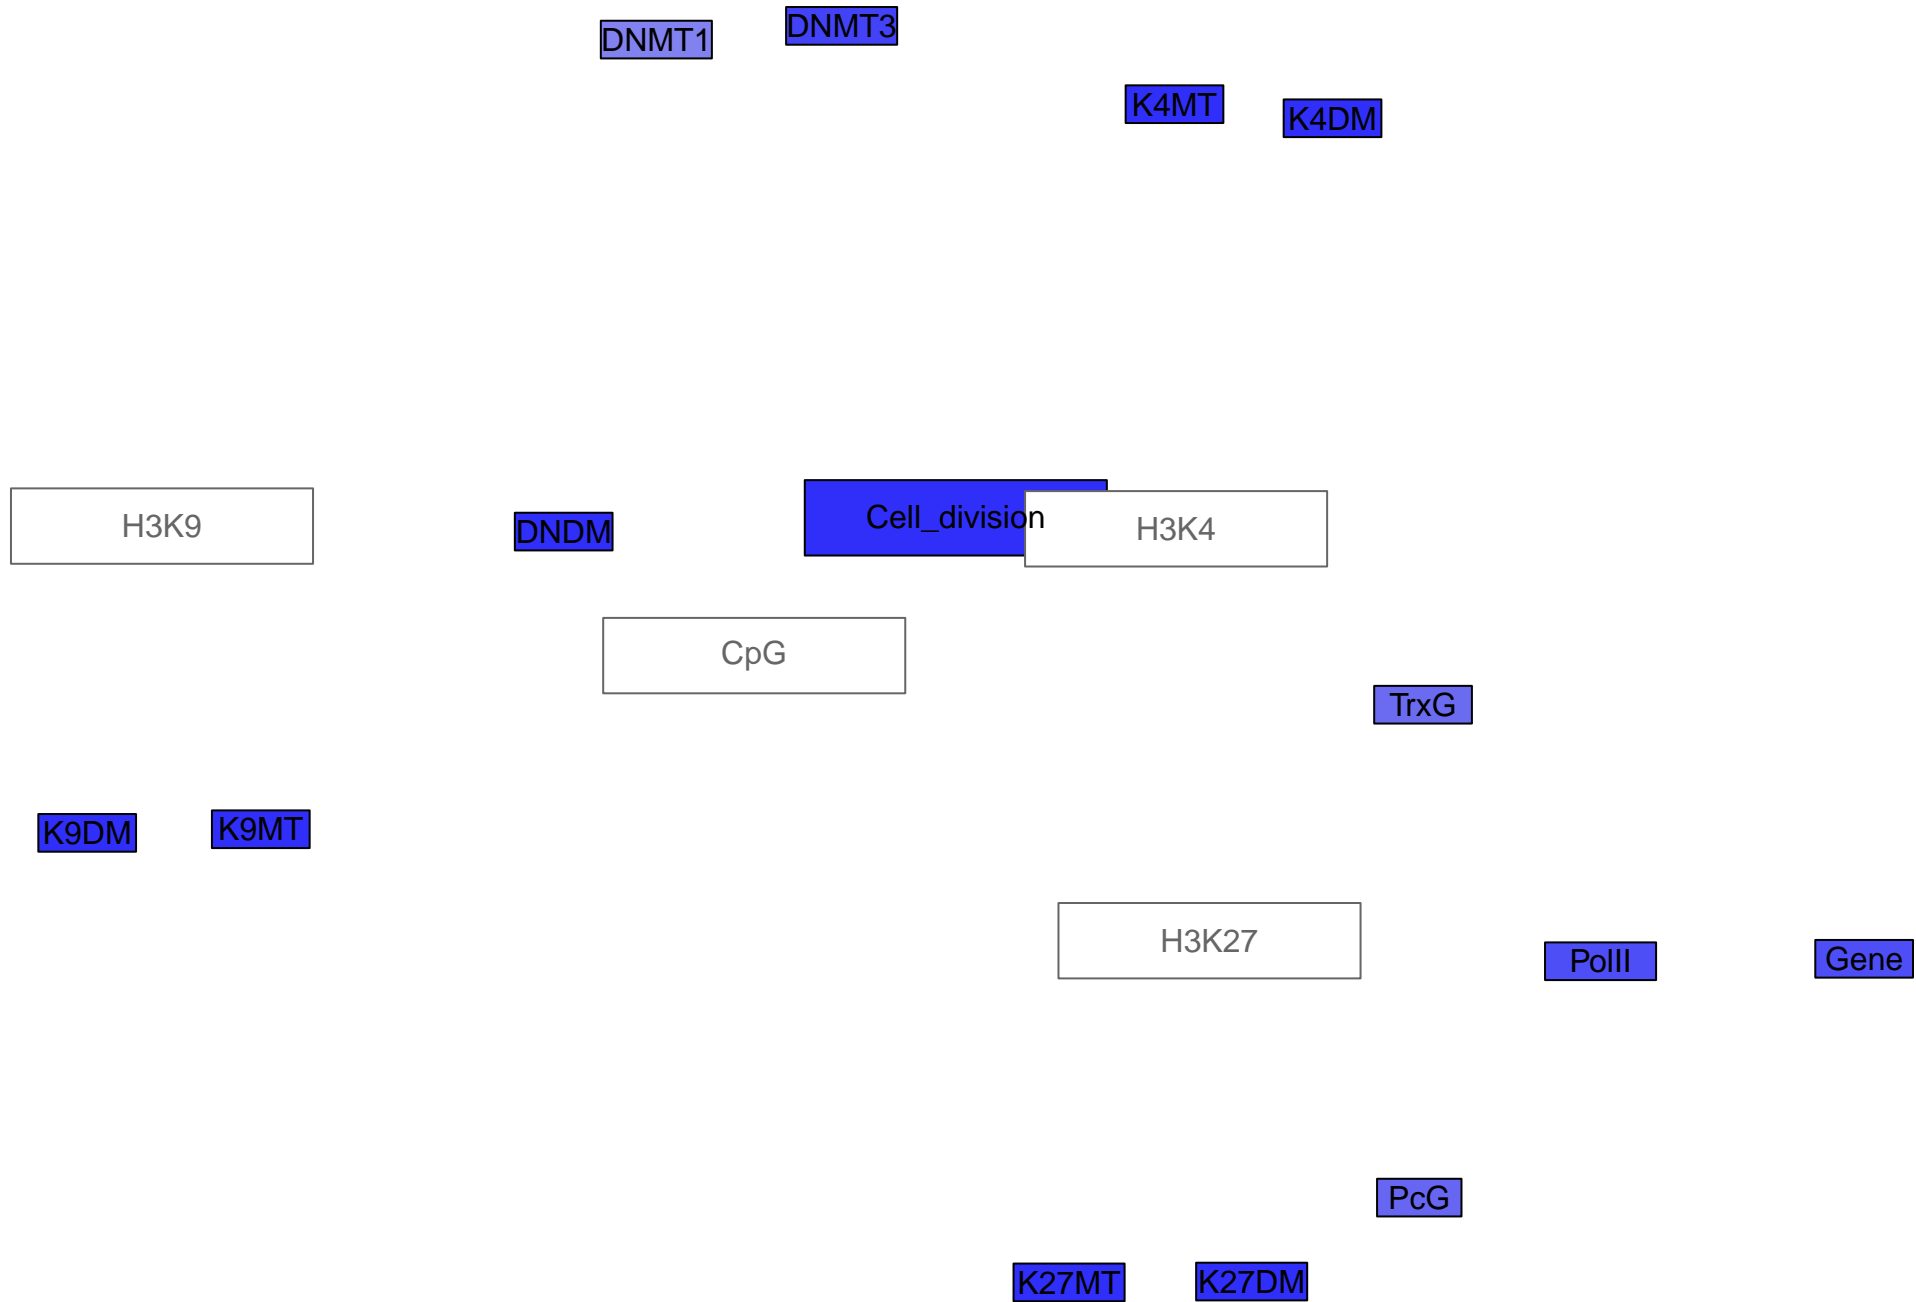 DNMT1
DNMT3
K4MT
K4DM
H3K9
DNDM
Cell_division
H3K4
CpG
TrxG
K9DM
K9MT
H3K27
PolII
Gene
PcG
K27MT
K27DM